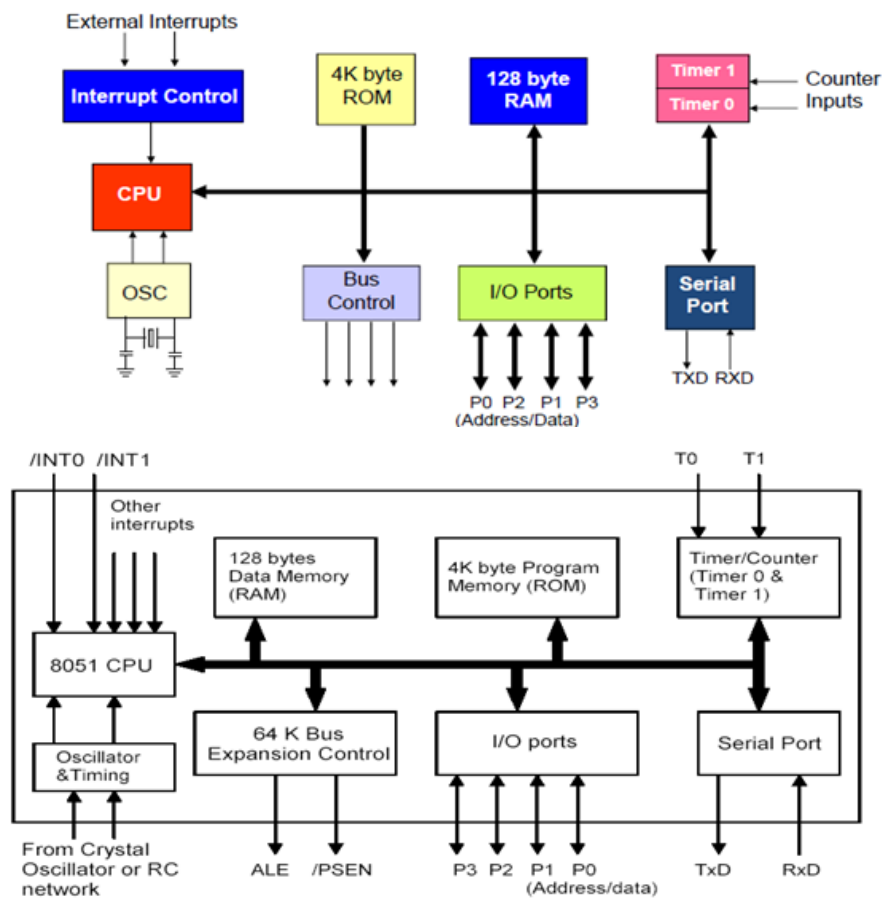 External Interrupts
Interrupt Control
4K byte
ROM
128 byte
RAM
Timer 1
Timer 0
Counter
Inputs
CPU
OSC
Bus
Control
I/O Ports
Serial
Port
TXD RXD
P0 P2 P1 P3
(Address/Data)
/INT0 /INT1
T0 T1
Other
interrupts
128 bytes
Data Memory
(RAM)
4K byte Program
Memory (ROM)
Timer/Counter
(Timer 0 &
Timer 1)
8051 CPU
64 K Bus
Expansion Control
I/O ports
Serial Port
Oscillator
&Timing
From Crystal
Oscillator or RC
network
ALE /PSEN
P3 P2 P1 P0
(Address/data)
TxD RxD